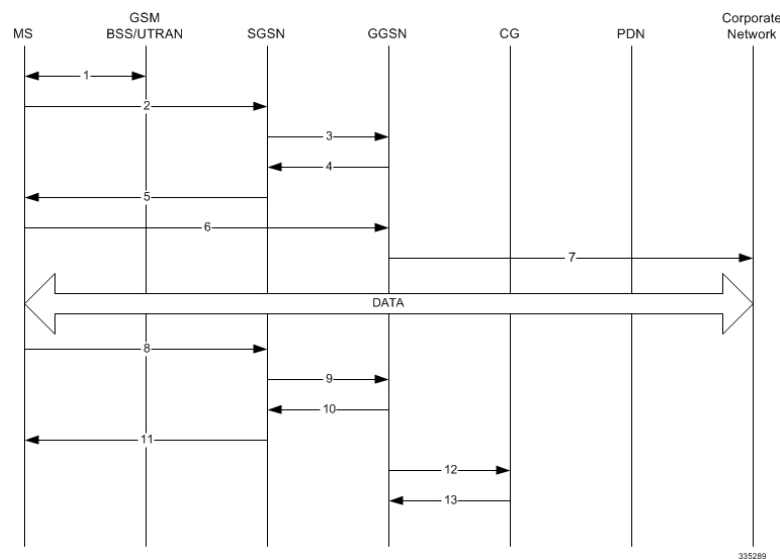 GSM
Corporate
MS
BSS/UTRAN
SGSN
GGSN
CG
PDN
Network
1
2
3
4
5
6
7
DATA
8
9
10
11
12
13
335289